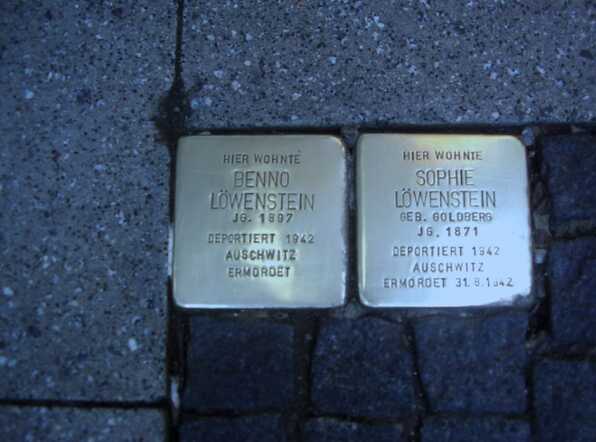 HIER WOHNTE
BENNO
LÖWENSTEIN
JG. 1897
DEPORTIERT 1942
AUSCHWITZ
ERMORDET
HIER WOHNTE
SOPHIE
LÖWENSTEIN
GEB. GOLDBERG
JG. 1871
DEPORTIERT 1942
AUSCHWITZ
ERMORDET 31.8.1942